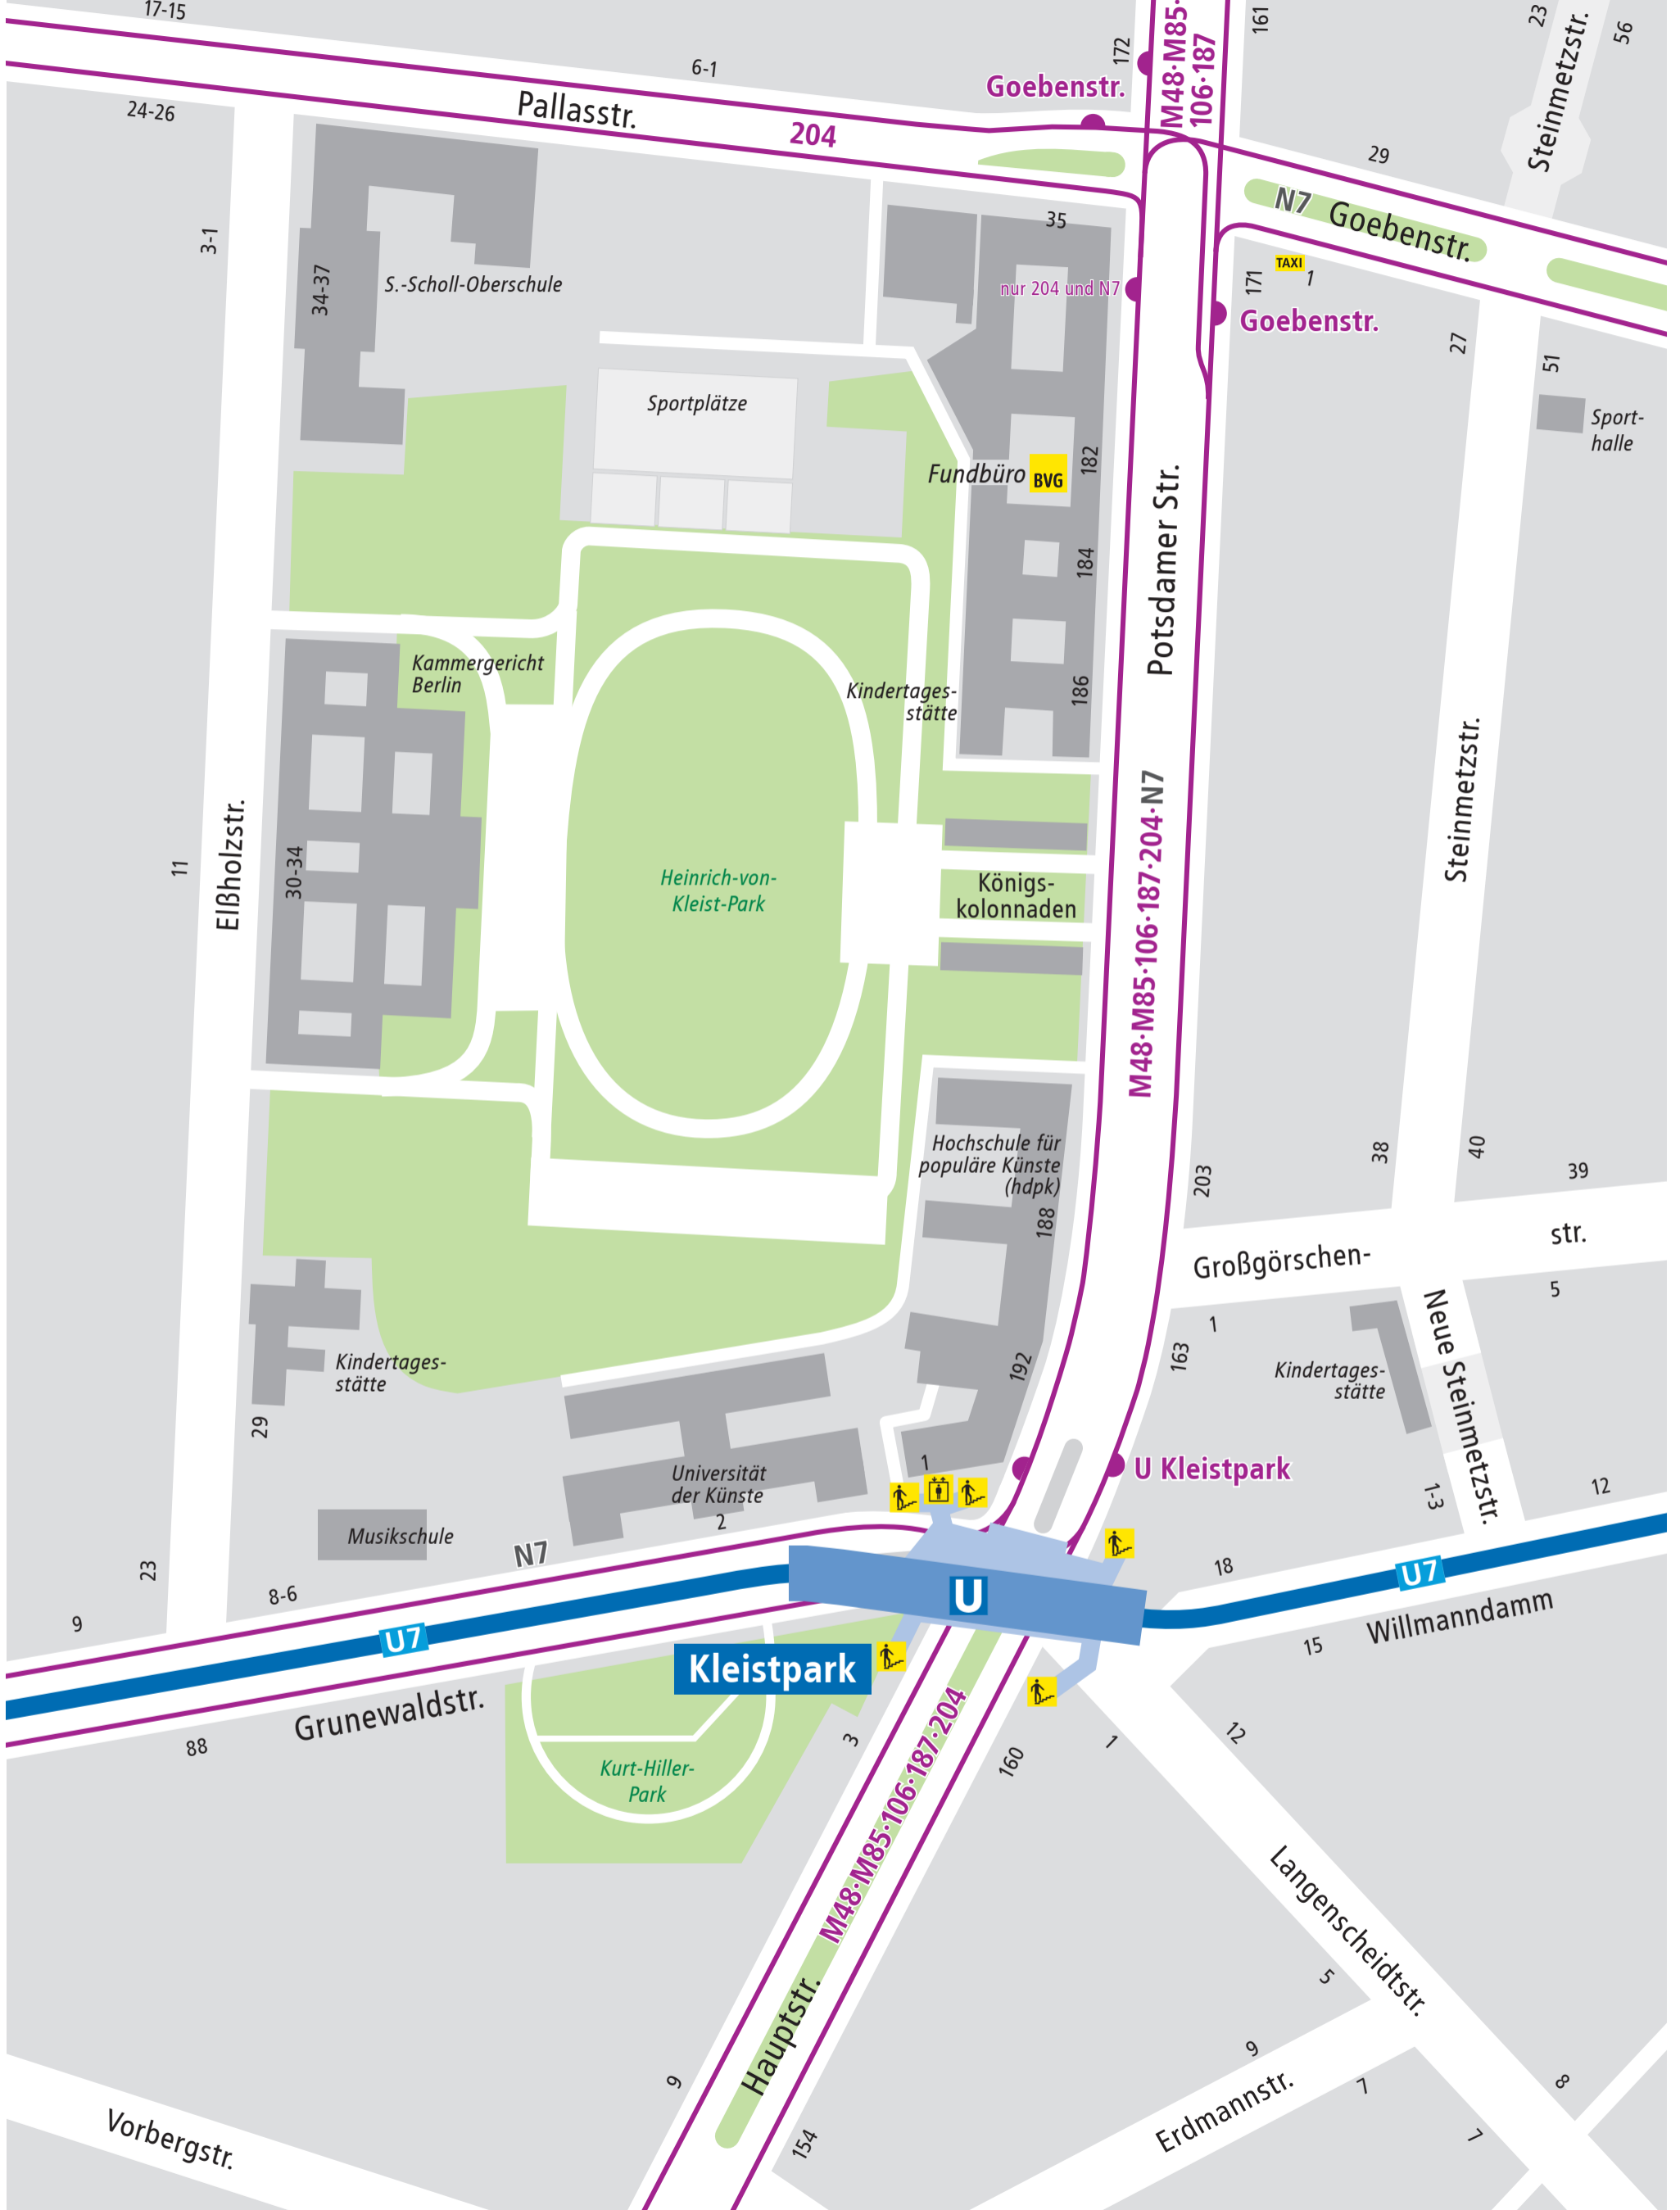 17-15
6-1
172
M48·M85·
106·187
161
23
Steinmetzstr.
56
Goebenstr.
24-26
Pallasstr.
204
29
N7 Goebenstr.
35
3-1
34-37
S.-Scholl-Oberschule
nur 204 und N7
171
TAXI
1
Goebenstr.
27
51
Sport-
halle
Sportplätze
Fundbüro
BVG
182
Potsdamer Str.
184
Kammergericht
Berlin
Kindertages-
stätte
186
Steinmetzstr.
M48·M85·106·187·204·N7
11
Elßholzstr.
30-34
Heinrich-von-
Kleist-Park
Königs-
kolonnaden
Hochschule für
populäre Künste
(hdpk)
188
203
38
40
39
Großgörschen-
str.
5
1
163
Kindertages-
stätte
29
192
Kindertages-
stätte
Neue Steinmetzstr.
1-3
12
1
U Kleistpark
Universität
der Künste
2
Musikschule
N7
23
8-6
9
U7
U
18
U7
Willmanndamm
15
Kleistpark
Grunewaldstr.
88
Kurt-Hiller-
Park
3
M48·M85·106·187·204
160
1
12
Langenscheidtstr.
5
Hauptstr.
9
154
9
Erdmannstr.
7
8
7
Vorbergstr.